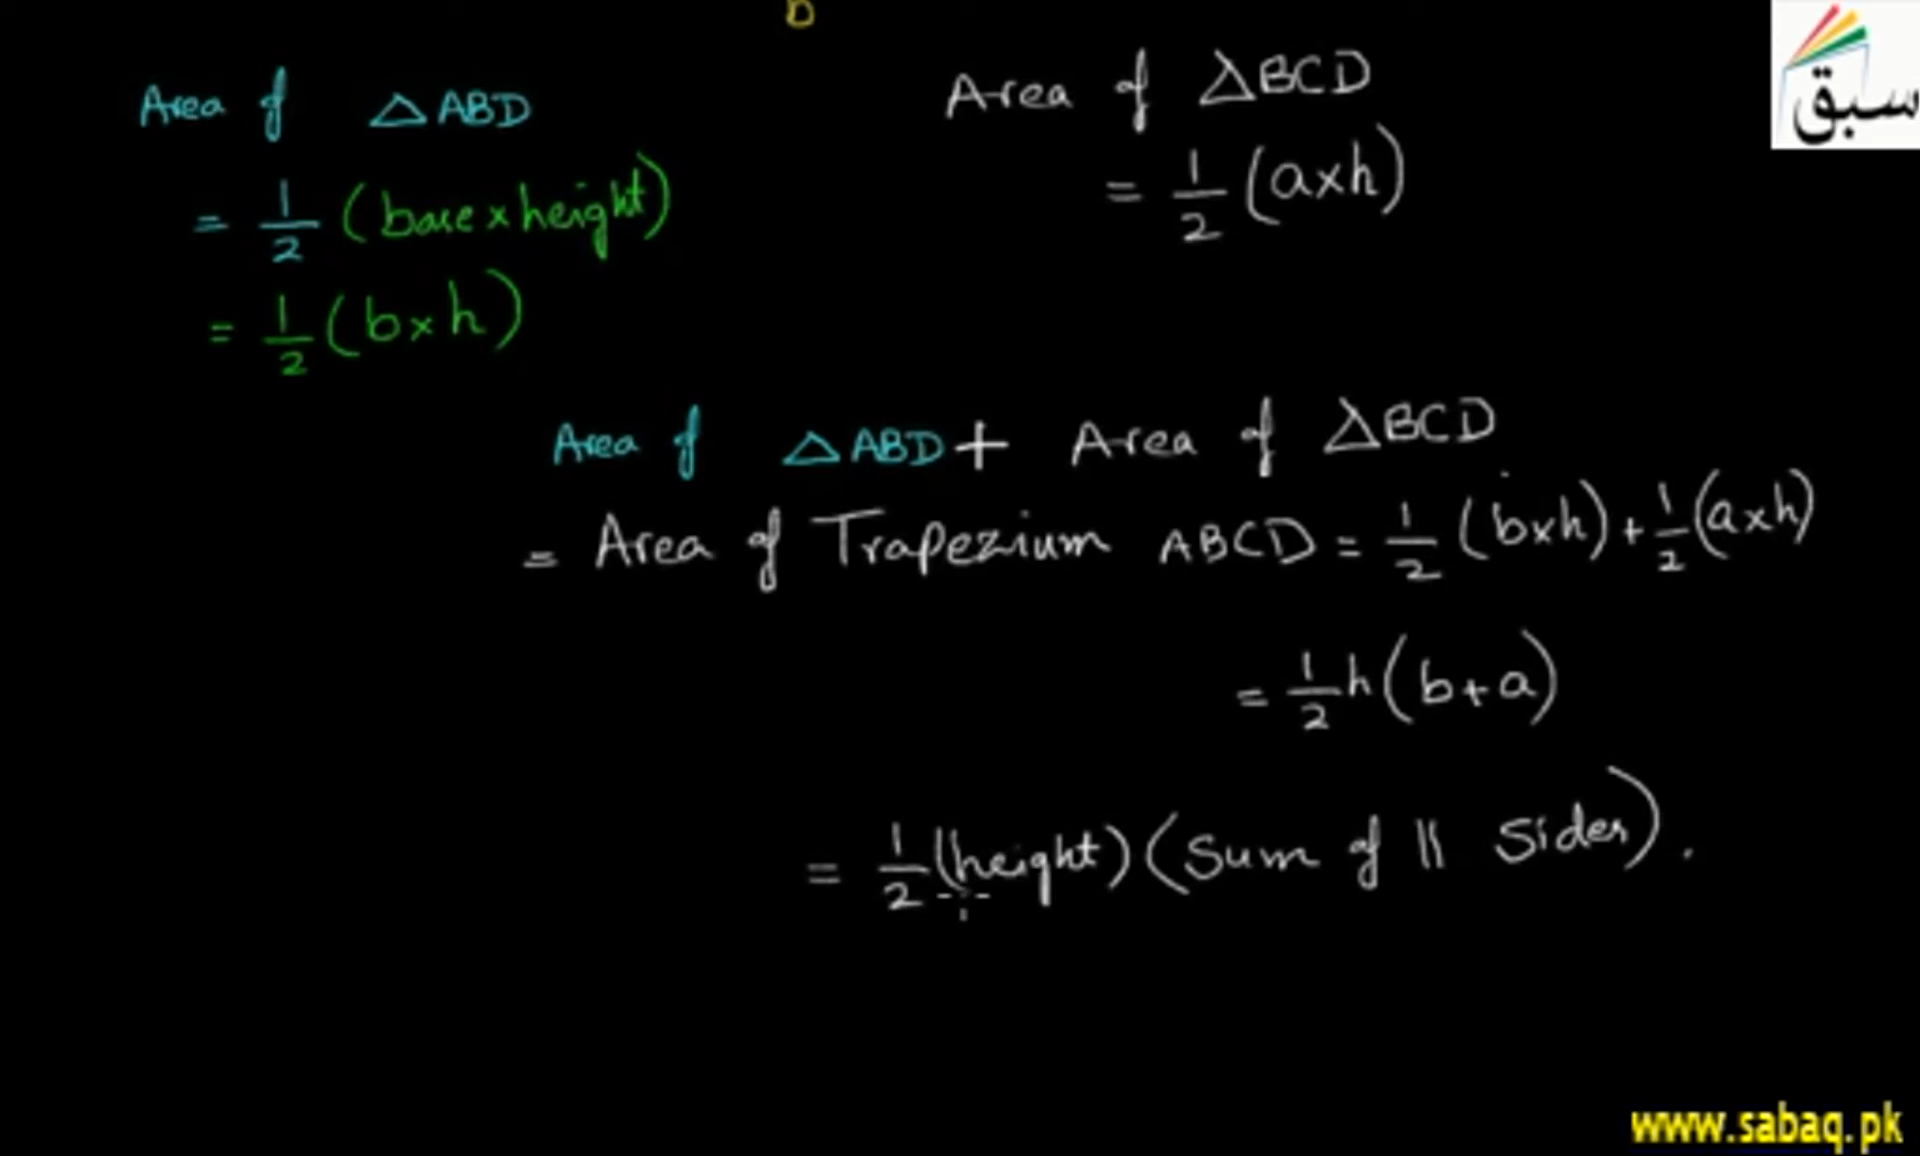 b
Area of △ ABD
= 1/2 (base × height)
= 1/2 (b × h)
Area of △BCD
= 1/2 (a×h)
Area of △ ABD + Area of △BCD
= Area of Trapezium ABCD = 1/2 (b×h) + 1/2 (a×h)
= 1/2 h (b + a)
= 1/2 (height) (Sum of || Sides).
سبق
www.sabaq.pk